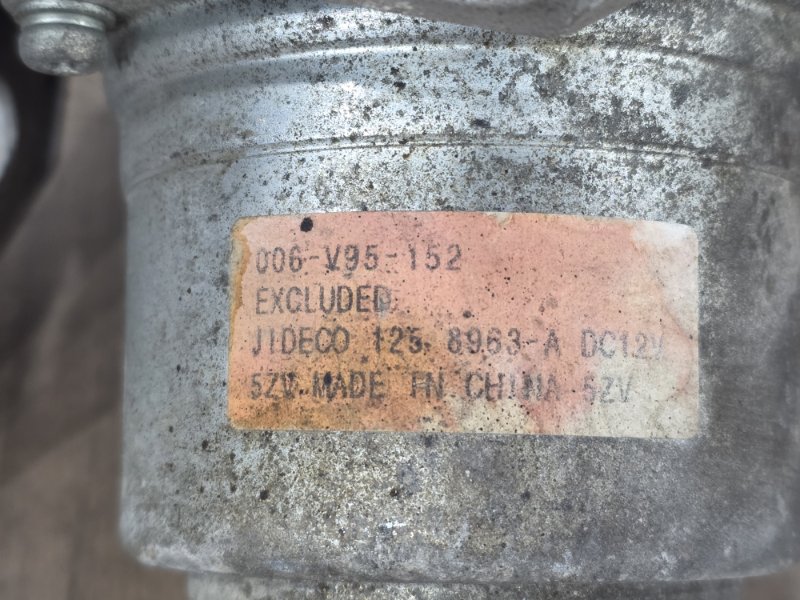 006-V95-152
EXCLUDED
JIDECO 125 8963-A DC12V
5ZV MADE IN CHINA 5ZV